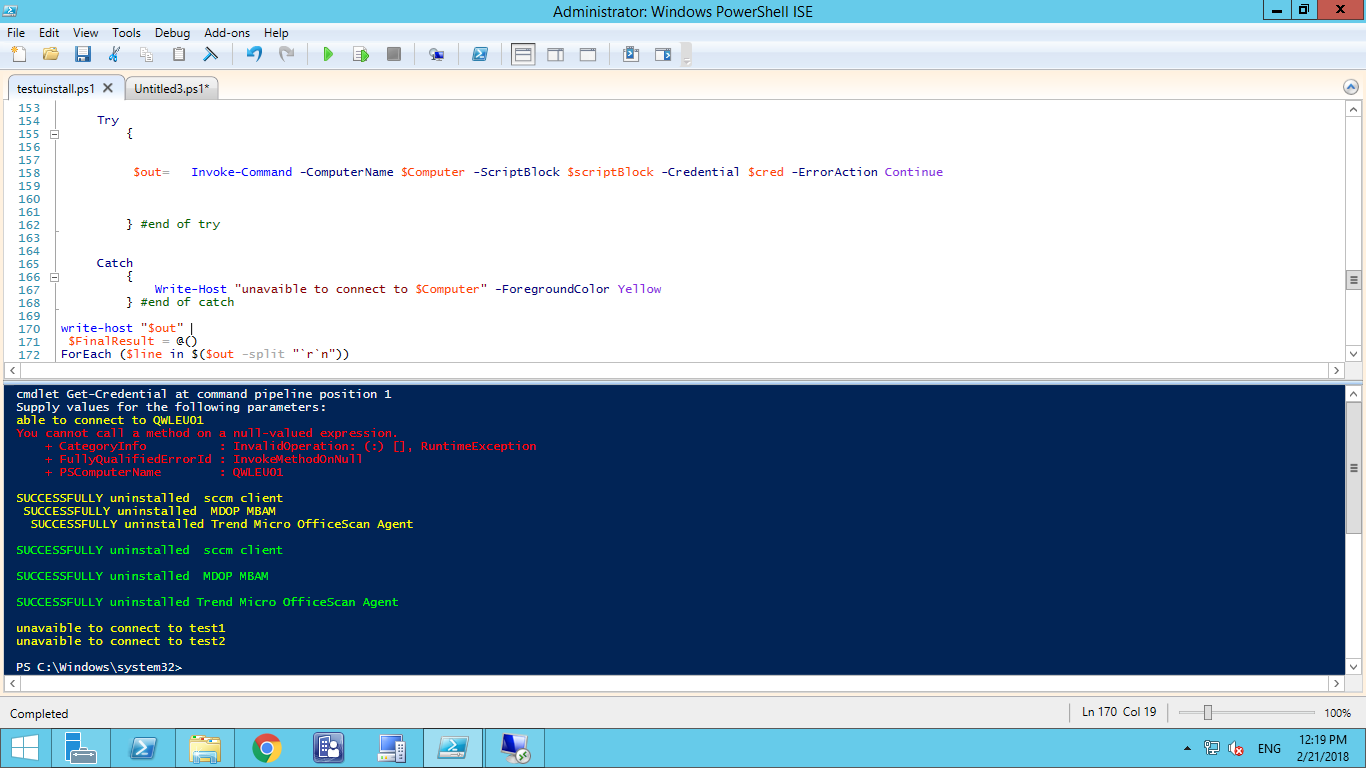 Administrator: Windows PowerShell ISE
File Edit View Tools Debug Add-ons Help
testuinstall.ps1 Untitled3.ps1*
153
154 Try
155 {
156
157
158 $out= Invoke-Command -ComputerName $Computer -ScriptBlock $scriptBlock -Credential $cred -ErrorAction Continue
159
160
161
162 } #end of try
163
164
165 Catch
166 {
167 Write-Host "unavaible to connect to $Computer" -ForegroundColor Yellow
168 } #end of catch
169
170 write-host "$out"
171 $FinalResult = @()
172 ForEach ($line in $($out -split "`r`n"))
cmdlet Get-Credential at command pipeline position 1
Supply values for the following parameters:
able to connect to QWLEU01
You cannot call a method on a null-valued expression.
+ CategoryInfo : InvalidOperation: (:) [], RuntimeException
+ FullyQualifiedErrorId : InvokeMethodOnNull
+ PSComputerName : QWLEU01
SUCCESSFULLY uninstalled sccm client
SUCCESSFULLY uninstalled MDOP MBAM
SUCCESSFULLY uninstalled Trend Micro OfficeScan Agent
SUCCESSFULLY uninstalled sccm client
SUCCESSFULLY uninstalled MDOP MBAM
SUCCESSFULLY uninstalled Trend Micro OfficeScan Agent
unavaible to connect to test1
unavaible to connect to test2
PS C:\Windows\system32>
Completed Ln 170 Col 19 100%
ENG 12:19 PM
2/21/2018